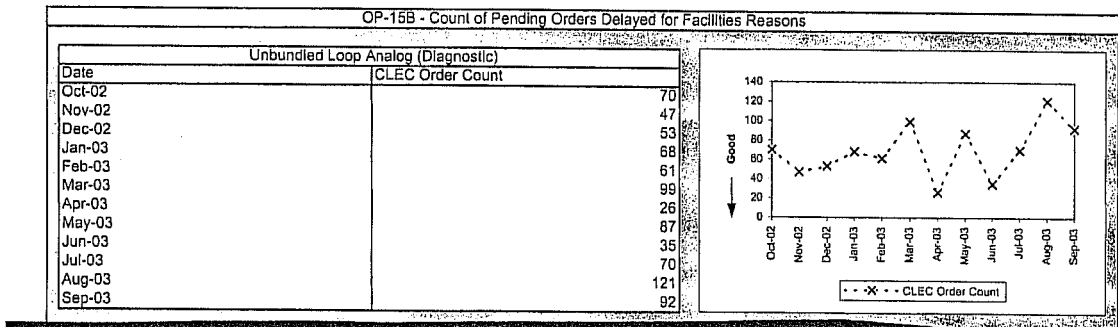 OP-15B - Count of Pending Orders Delayed for Facilities Reasons
Unbundled Loop Analog (Diagnostic)
Date CLEC Order Count
Oct-02 70
Nov-02 47
Dec-02 53
Jan-03 68
Feb-03 61
Mar-03 99
Apr-03 26
May-03 87
Jun-03 35
Jul-03 70
Aug-03 121
Sep-03 92
Good
140
120
100
80
60
40
20
0
Oct-02
Nov-02
Dec-02
Jan-03
Feb-03
Mar-03
Apr-03
May-03
Jun-03
Jul-03
Aug-03
Sep-03
CLEC Order Count